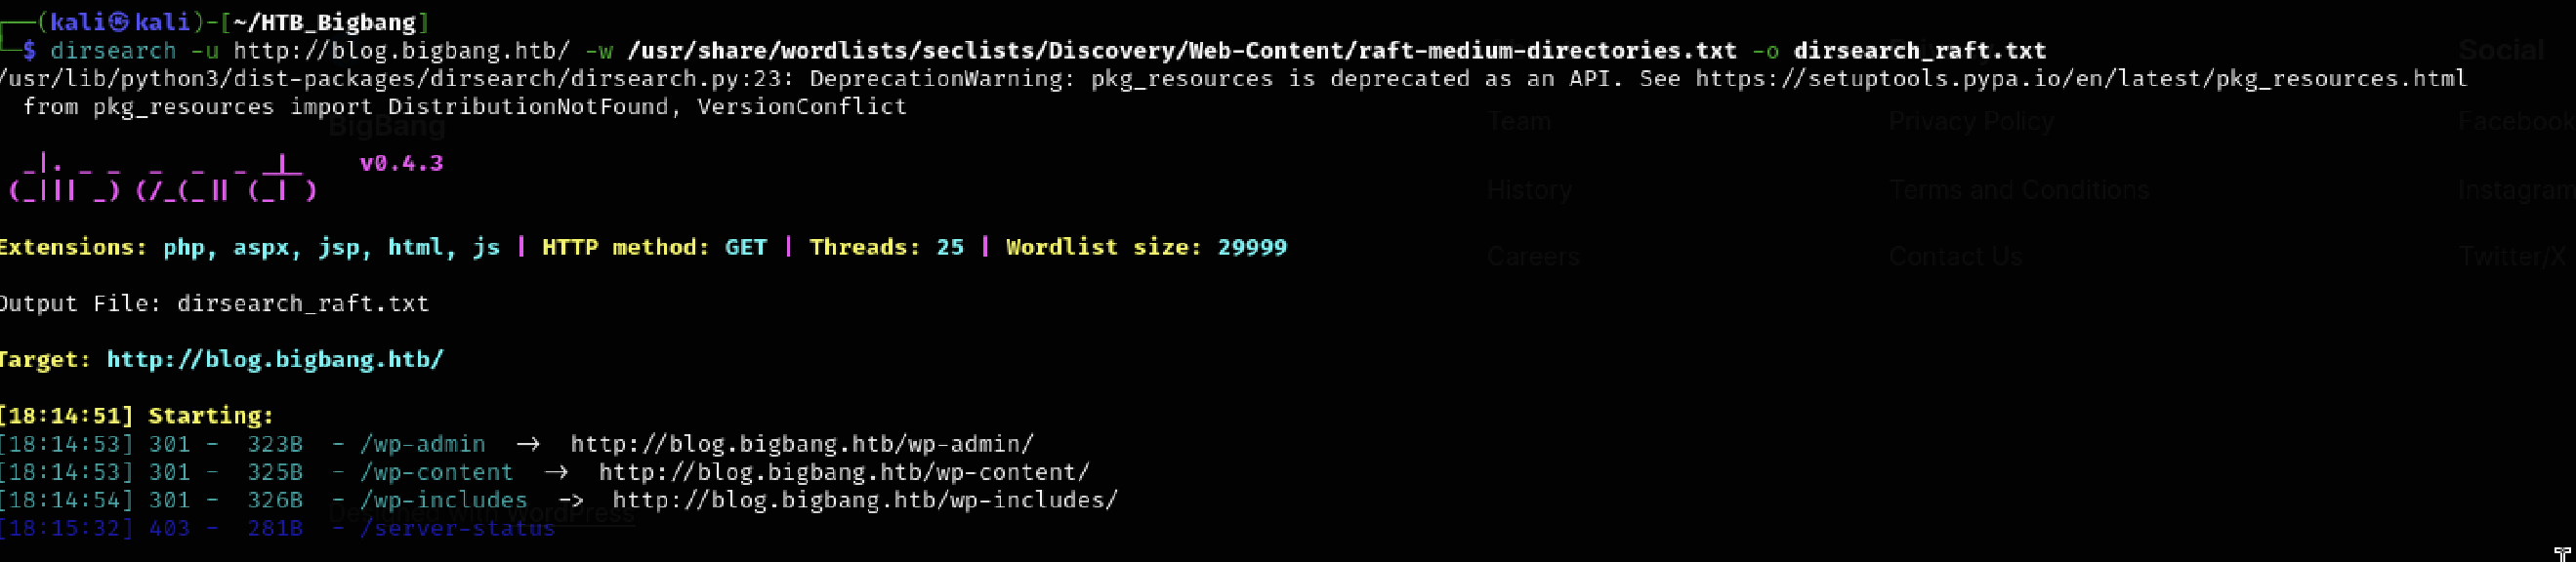 ┌──(kali㉿kali)-[~/HTB_Bigbang]
└─$ dirsearch -u http://blog.bigbang.htb/ -w /usr/share/wordlists/seclists/Discovery/Web-Content/raft-medium-directories.txt -o dirsearch_raft.txt
Social
/usr/lib/python3/dist-packages/dirsearch/dirsearch.py:23: DeprecationWarning: pkg_resources is deprecated as an API. See https://setuptools.pypa.io/en/latest/pkg_resources.html
from pkg_resources import DistributionNotFound, VersionConflict
BigBang
Team Privacy Policy Facebook
v0.4.3
History Terms and Conditions Instagram
Extensions: php, aspx, jsp, html, js | HTTP method: GET | Threads: 25 | Wordlist size: 29999
Careers Contact Us Twitter/X
Output File: dirsearch_raft.txt
Target: http://blog.bigbang.htb/
[18:14:51] Starting:
[18:14:53] 301 - 323B - /wp-admin -> http://blog.bigbang.htb/wp-admin/
[18:14:53] 301 - 325B - /wp-content -> http://blog.bigbang.htb/wp-content/
[18:14:54] 301 - 326B - /wp-includes -> http://blog.bigbang.htb/wp-includes/
Designed with WordPress
[18:15:32] 403 - 281B - /server-status